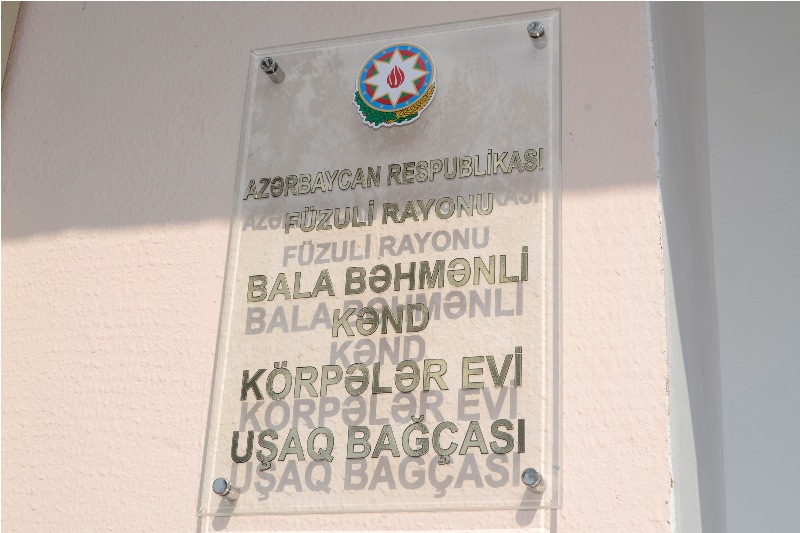 AZƏRBAYCAN RESPUBLİKASI
FÜZULİ RAYONU
BALA BƏHMƏNLİ
KƏND
KÖRPƏLƏR EVİ
UŞAQ BAĞÇASI